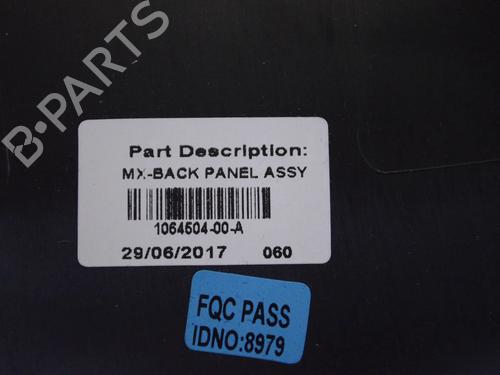 B-PARTS
Part Description:
MX-BACK PANEL ASSY
1064504-00-A
29/06/2017 060
FQC PASS
IDNO:8979